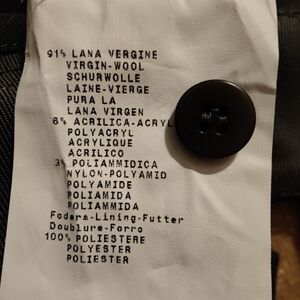 91% LANA VERGINE
VIRGIN-WOOL
SCHURWOLLE
LAINE-VIERGE
PURA LA
LANA VIRGEN
6% ACRILICA-ACRYL
POLYACRYL
ACRYLIQUE
ACRILICO
3% POLIAMMIDICA
NYLON-POLYAMID
POLYAMIDE
POLIAMIDA
POLIAMMIDA
Fodera-Lining-Futter
Doublure-Forro
100% POLIESTERE
POLYESTER
POLIESTER